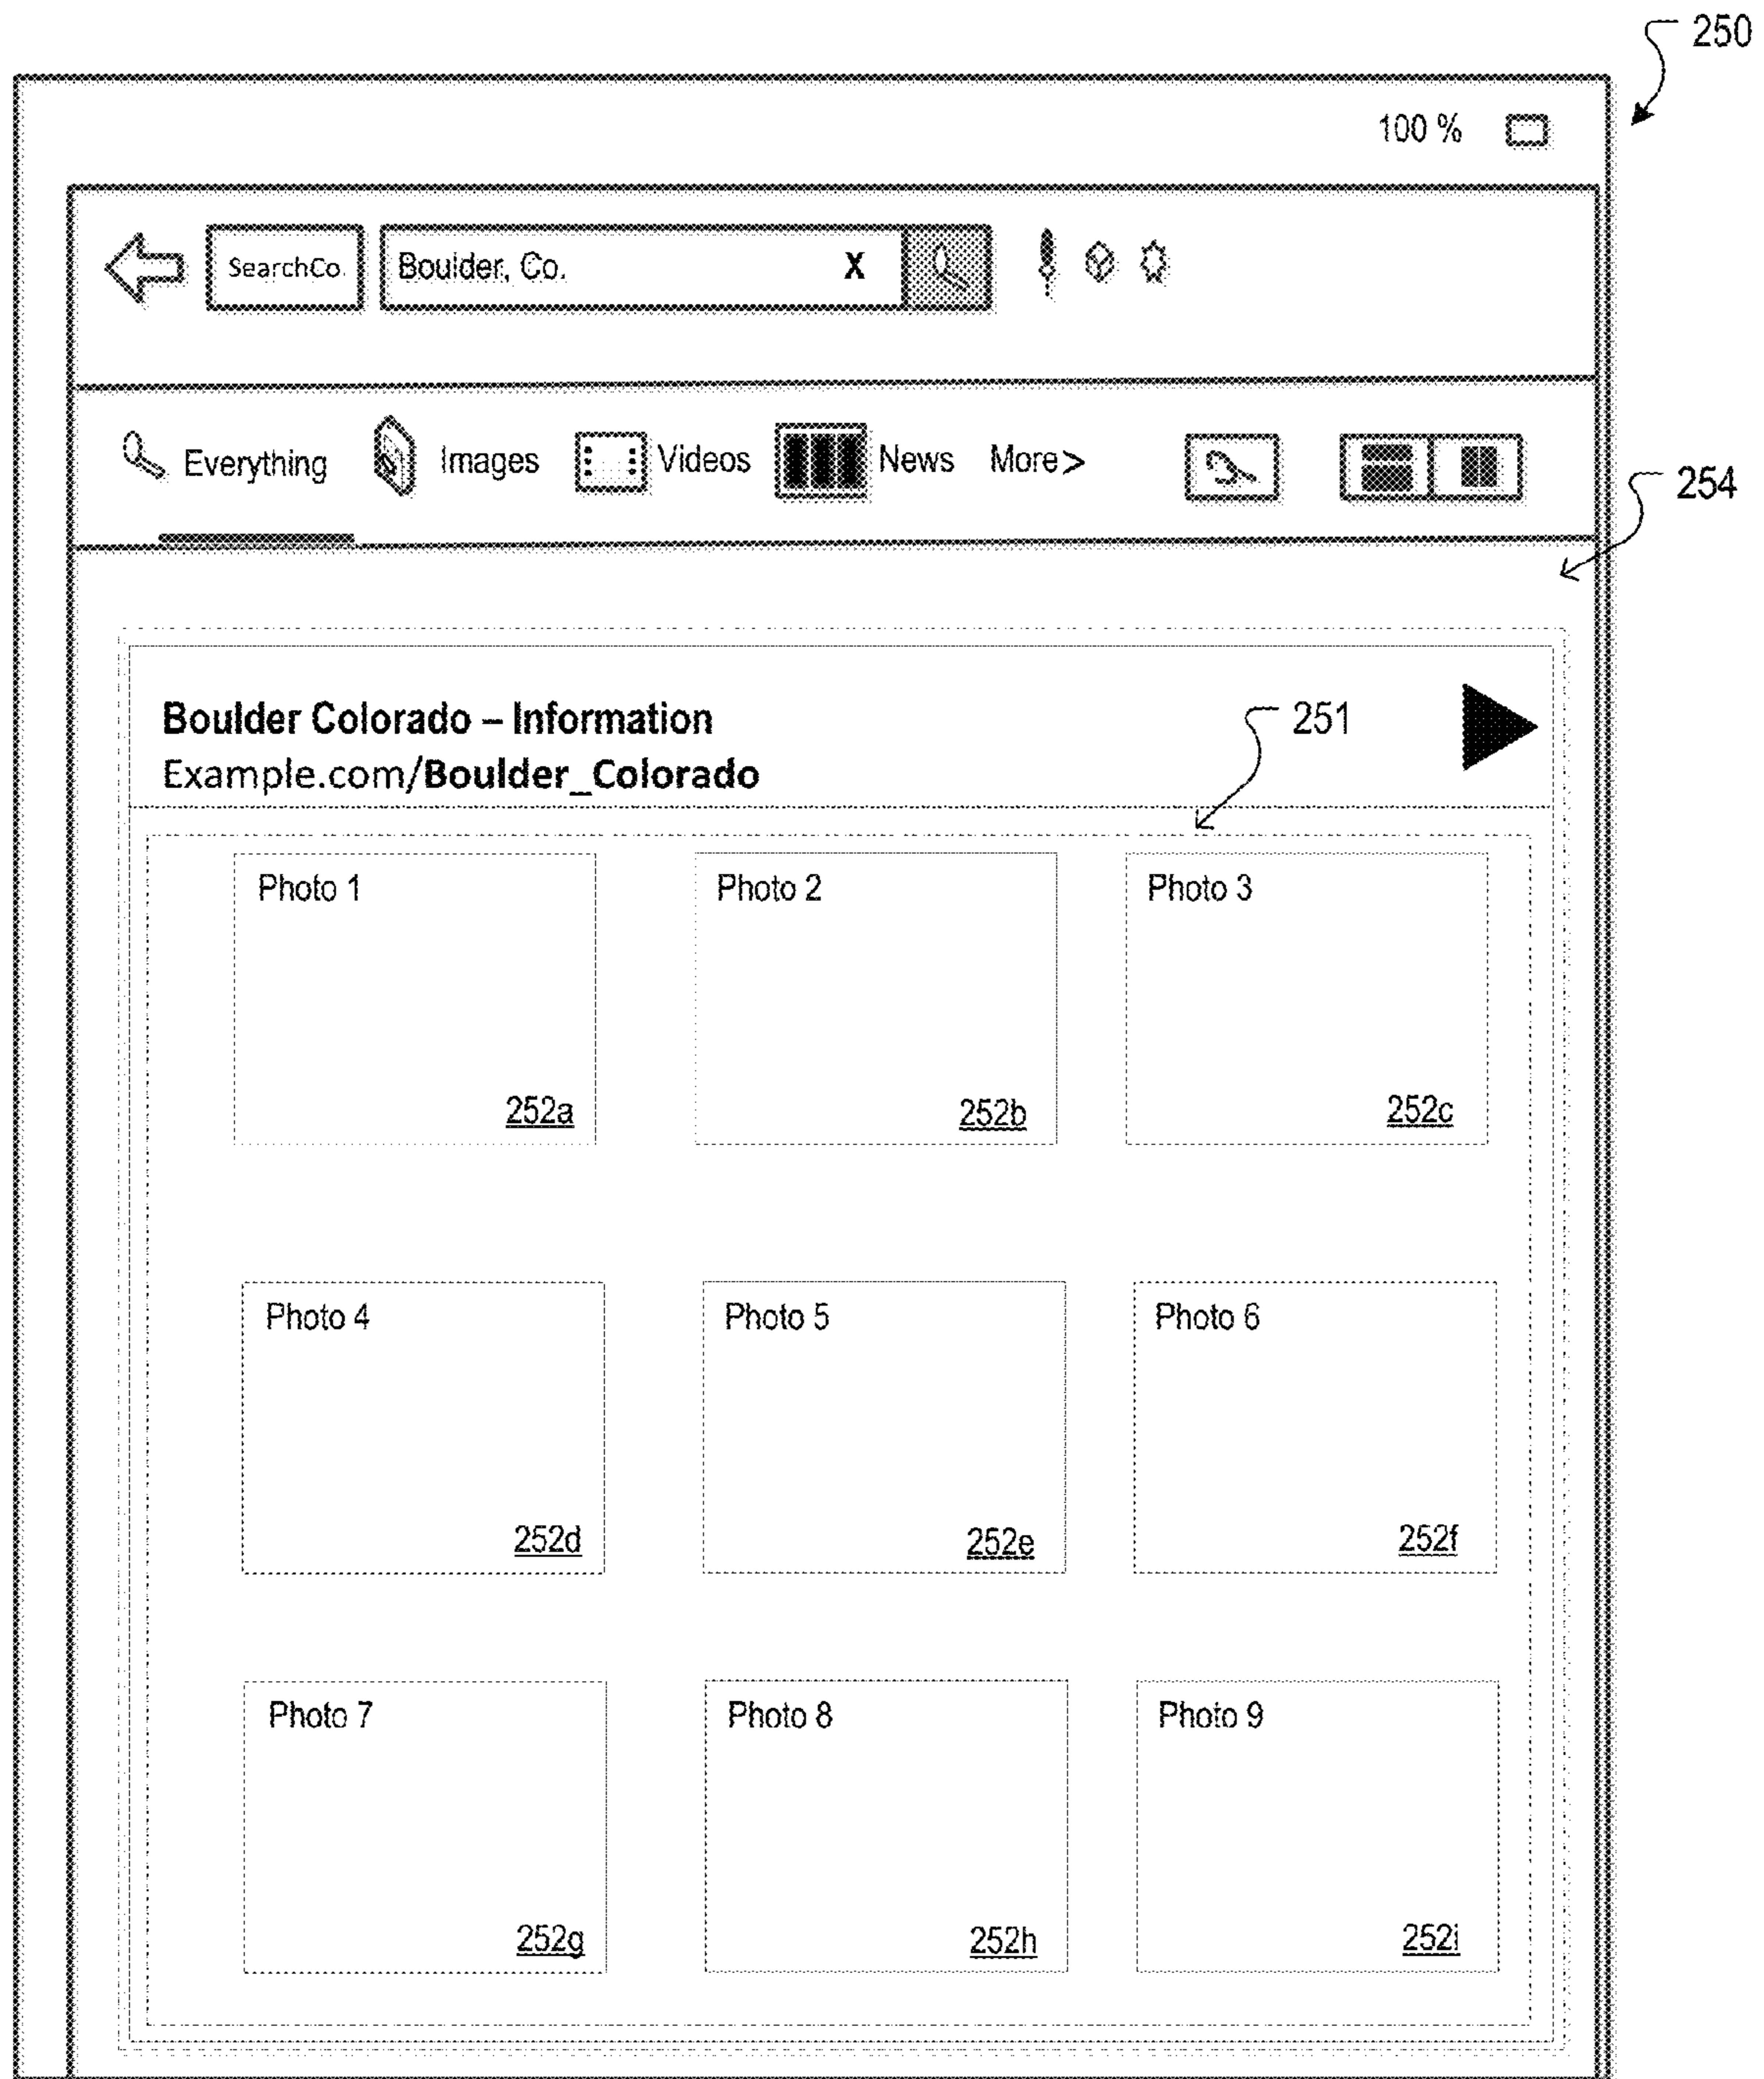 250
100 %
SearchCo.
Boulder, Co.
X
Everything
Images
Videos
News
More>
254
Boulder Colorado – Information
Example.com/Boulder_Colorado
251
Photo 1
Photo 2
Photo 3
252a
252b
252c
Photo 4
Photo 5
Photo 6
252d
252e
252f
Photo 7
Photo 8
Photo 9
252g
252h
252i